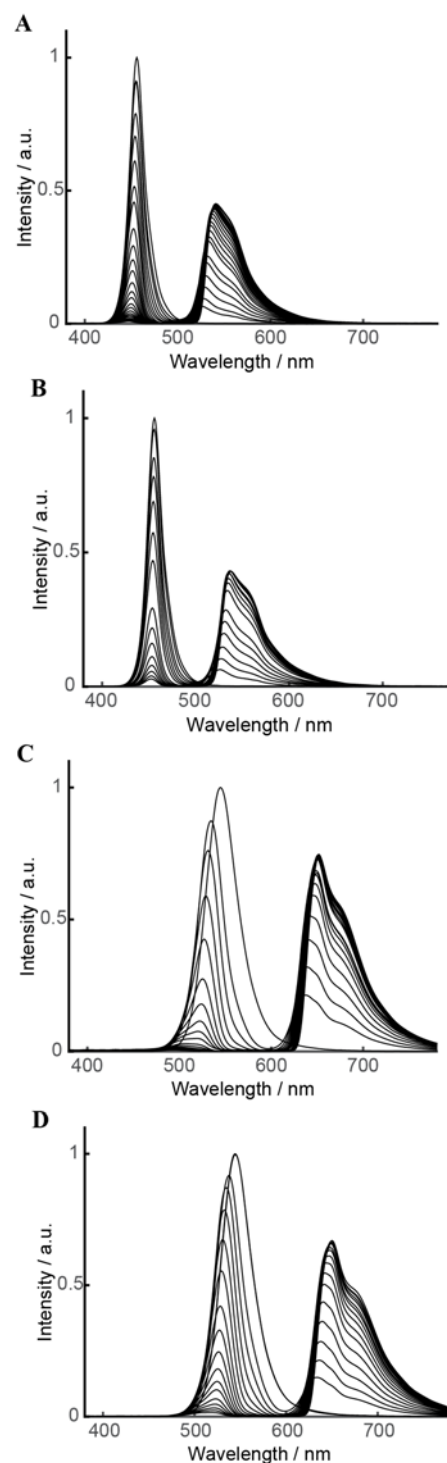 A
Intensity / a.u.
1
0.5
0
400 500 600 700
Wavelength / nm
B
Intensity / a.u.
1
0.5
0
400 500 600 700
Wavelength / nm
C
Intensity / a.u.
1
0.5
0
400 500 600 700
Wavelength / nm
D
Intensity / a.u.
1
0.5
0
400 500 600 700
Wavelength / nm